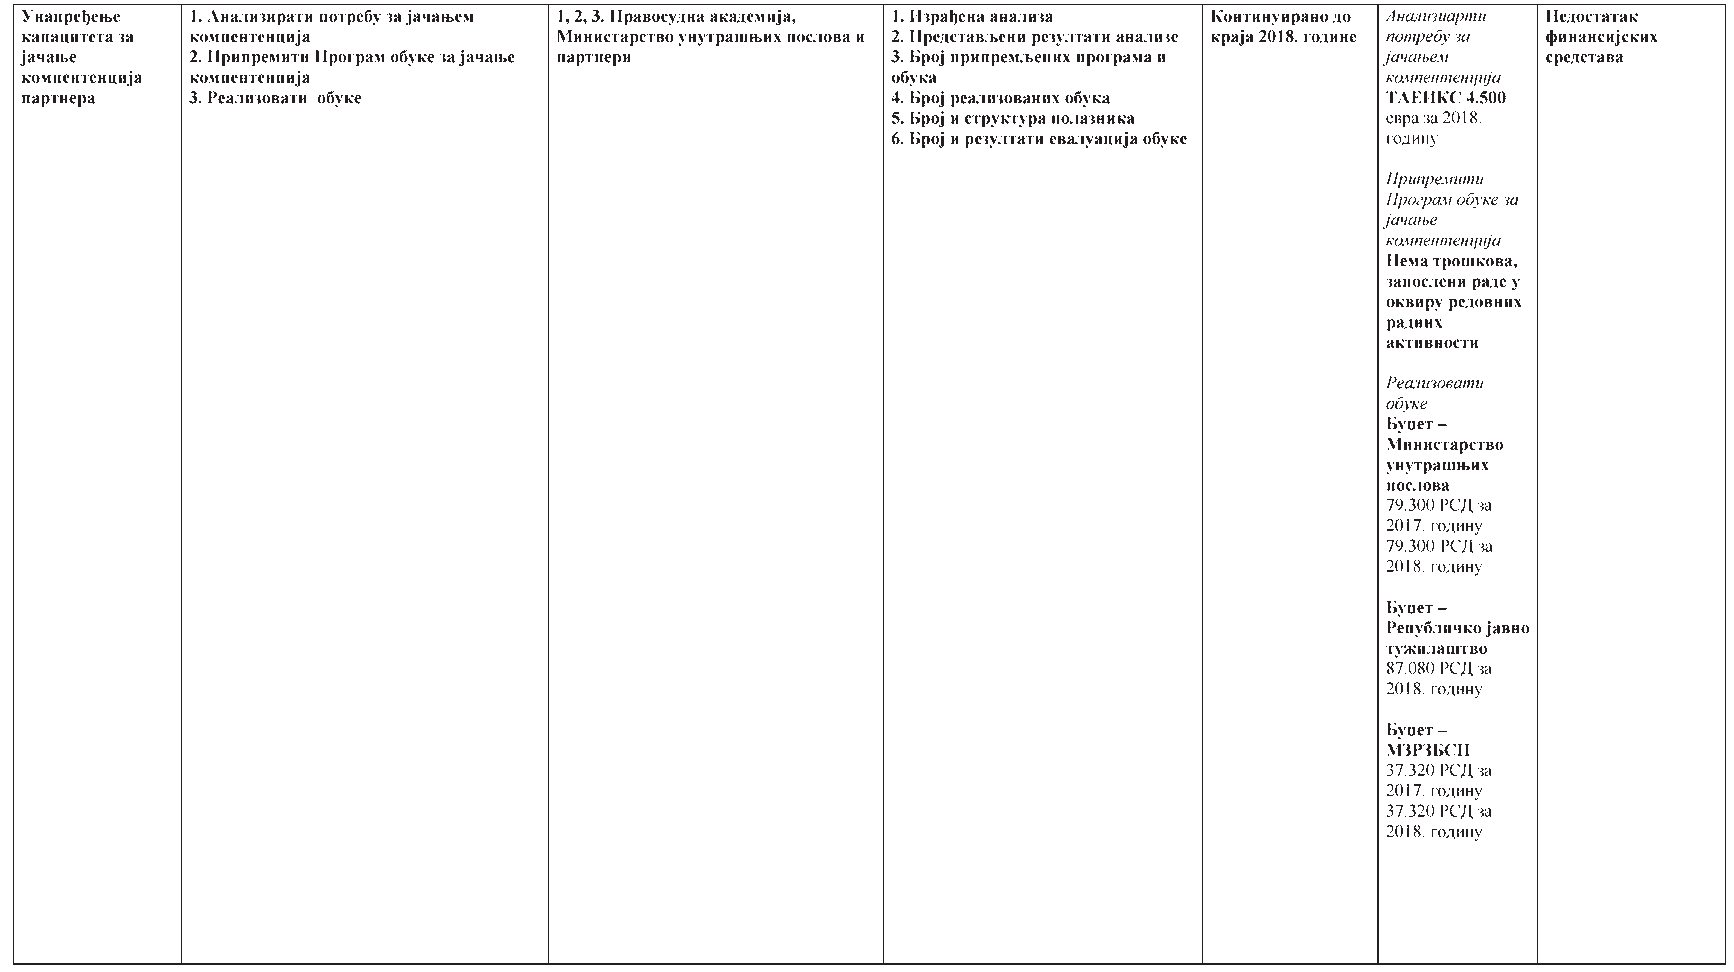 Унапређење
капацитета за
јачање
компентенција
партнера
1. Анализирати потребу за јачањем
компентенција
2. Припремити Програм обуке за јачање
компентенција
3. Реализовати обуке
1, 2, 3. Правосудна академија,
Министарство унутрашњих послова и
партнери
1. Израђена анализа
2. Представљени резултати анализе
3. Број припремљених програма и
обука
4. Број реализованих обука
5. Број и структура полазника
6. Број и резултати евалуација обуке
Континуирано до
краја 2018. године
Анализиарти
потребу за
јачањем
компентенција
ТАЕИКС 4.500
евра за 2018.
годину
Припремити
Програм обуке за
јачање
компентенција
Нема трошкова,
запослени раде у
оквиру редовних
радних
активности
Реализовати
обуке
Буџет –
Министарство
унутрашњих
послова
79.300 РСД за
2017. годину
79.300 РСД за
2018. годину
Буџет –
Републичко јавно
тужилаштво
87.080 РСД за
2018. годину
Буџет –
МЗРЗБСП
37.320 РСД за
2017. годину
37.320 РСД за
2018. годину
Недостатак
финансијских
средстава